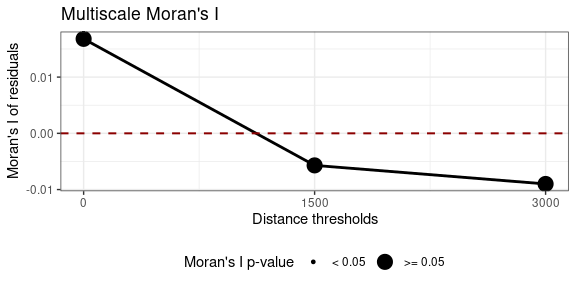 Multiscale Moran's I
Moran's I of residuals
0.01
0.00
-0.01
0 1500 3000
Distance thresholds
Moran's I p-value < 0.05 >= 0.05